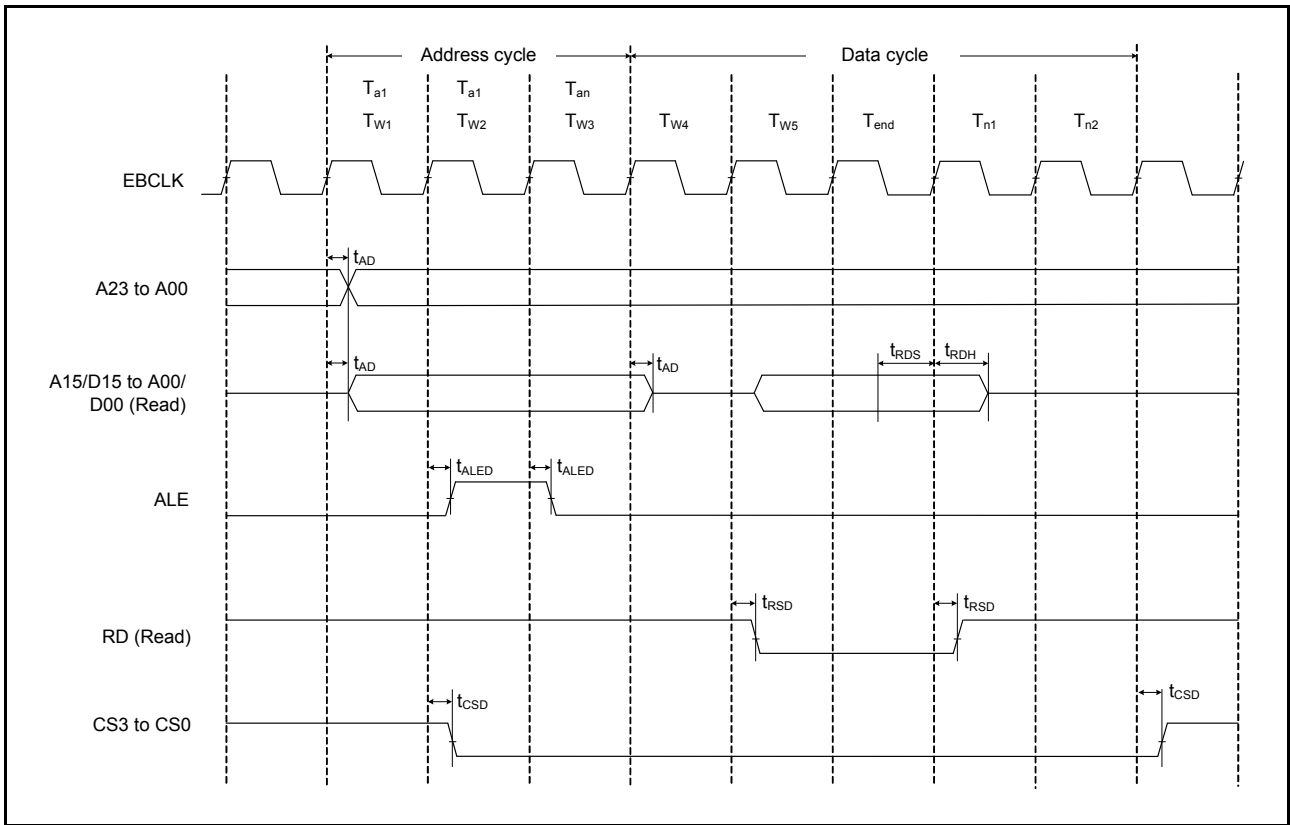 Address cycle Data cycle
Ta1 Ta1 Tan
TW1 TW2 TW3 TW4 TW5 Tend Tn1 Tn2
EBCLK
tAD
A23 to A00
tAD tAD tRDS tRDH
A15/D15 to A00/
D00 (Read)
tALED tALED
ALE
tRSD tRSD
RD (Read)
tCSD tCSD
CS3 to CS0